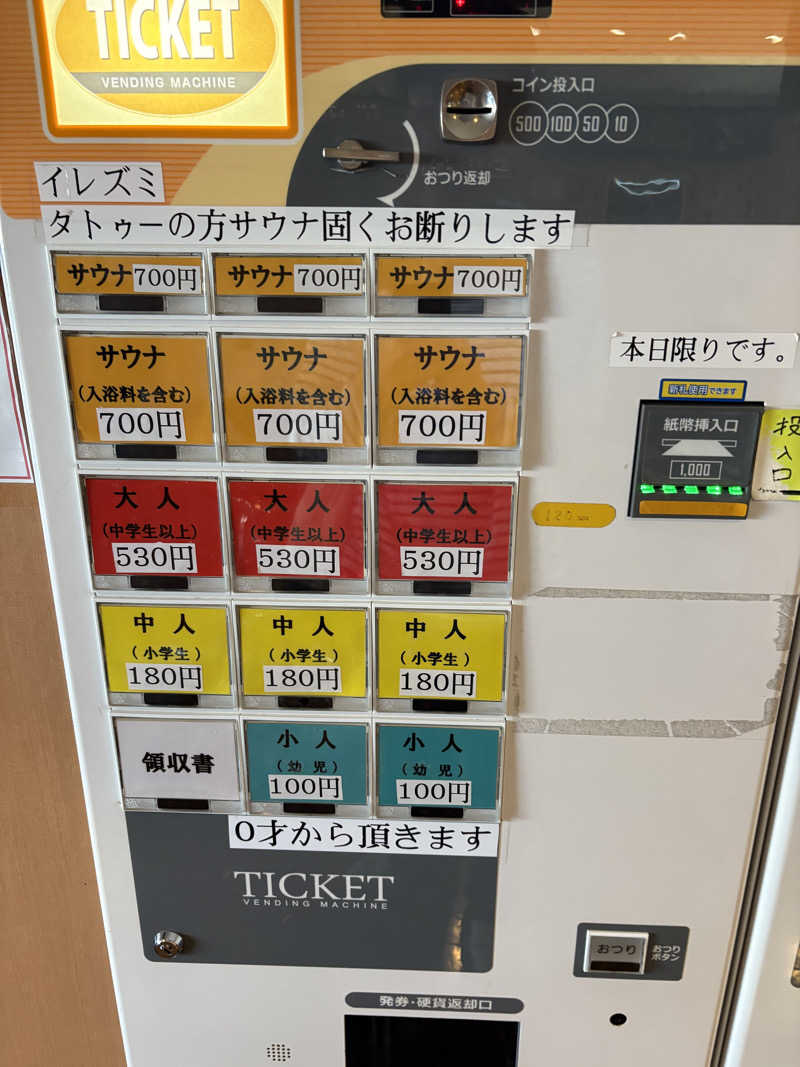 TICKET
VENDING MACHINE
コイン投入口
500 100 50 10
おつり返却
イレズミ
タトゥーの方サウナ固くお断りします
サウナ700円 サウナ700円 サウナ700円
サウナ サウナ サウナ
(入浴料を含む) (入浴料を含む) (入浴料を含む)
700円 700円 700円
本日限りです。
新札使用できます
紙幣挿入口
1,000
投入口
大人 大人 大人
(中学生以上) (中学生以上) (中学生以上)
530円 530円 530円
中人 中人 中人
(小学生) (小学生) (小学生)
180円 180円 180円
領収書
小人 小人
(幼児) (幼児)
100円 100円
0才から頂きます
TICKET
VENDING MACHINE
おつり
おつり
ボタン
発券・硬貨返却口